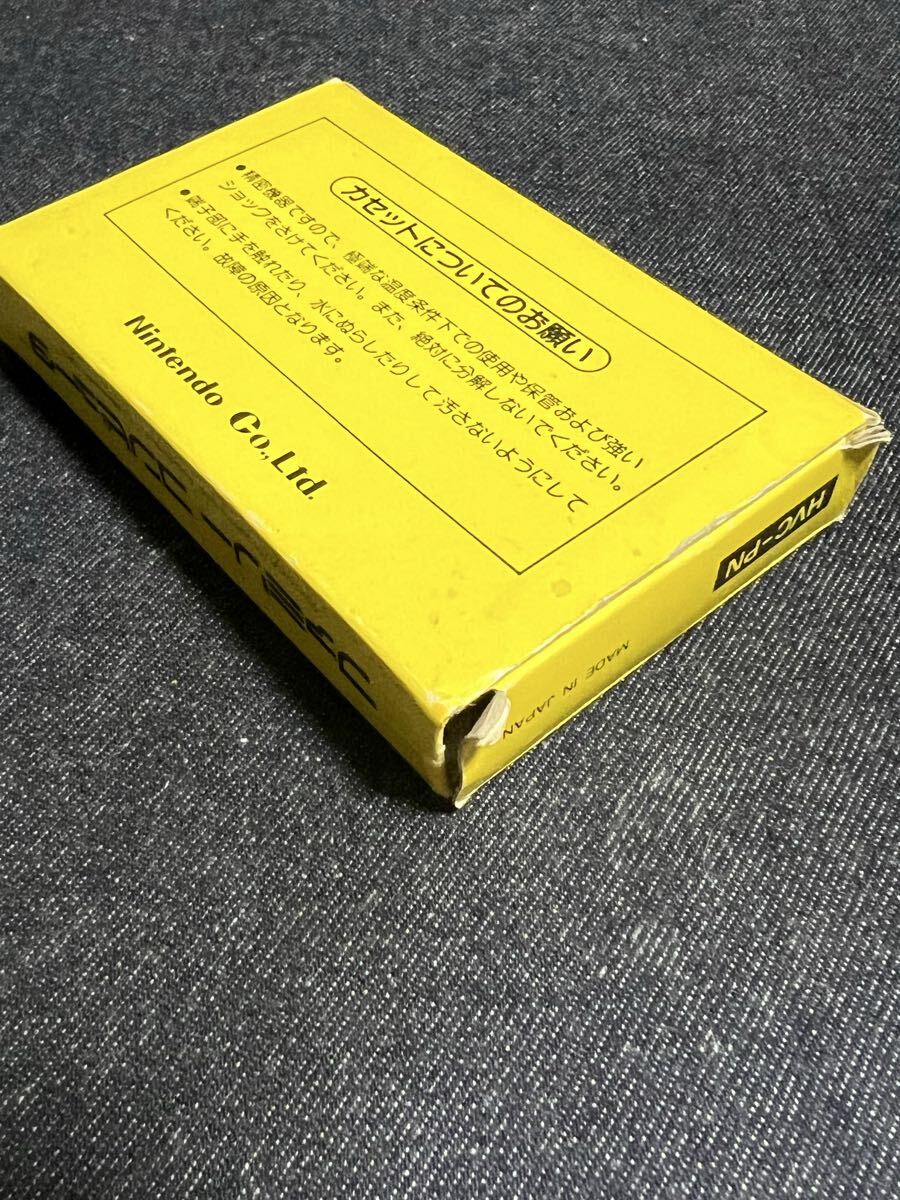 カセットについてのお願い
●精密機器ですので、極端な温度条件下での使用や保管および強い
ショックをさけてください。また、絶対に分解しないでください。
●端子部に手を触れたり、水にぬらしたりして汚さないようにして
ください。故障の原因となります。
Nintendo Co., Ltd.
HVC-PN
MADE IN JAPAN